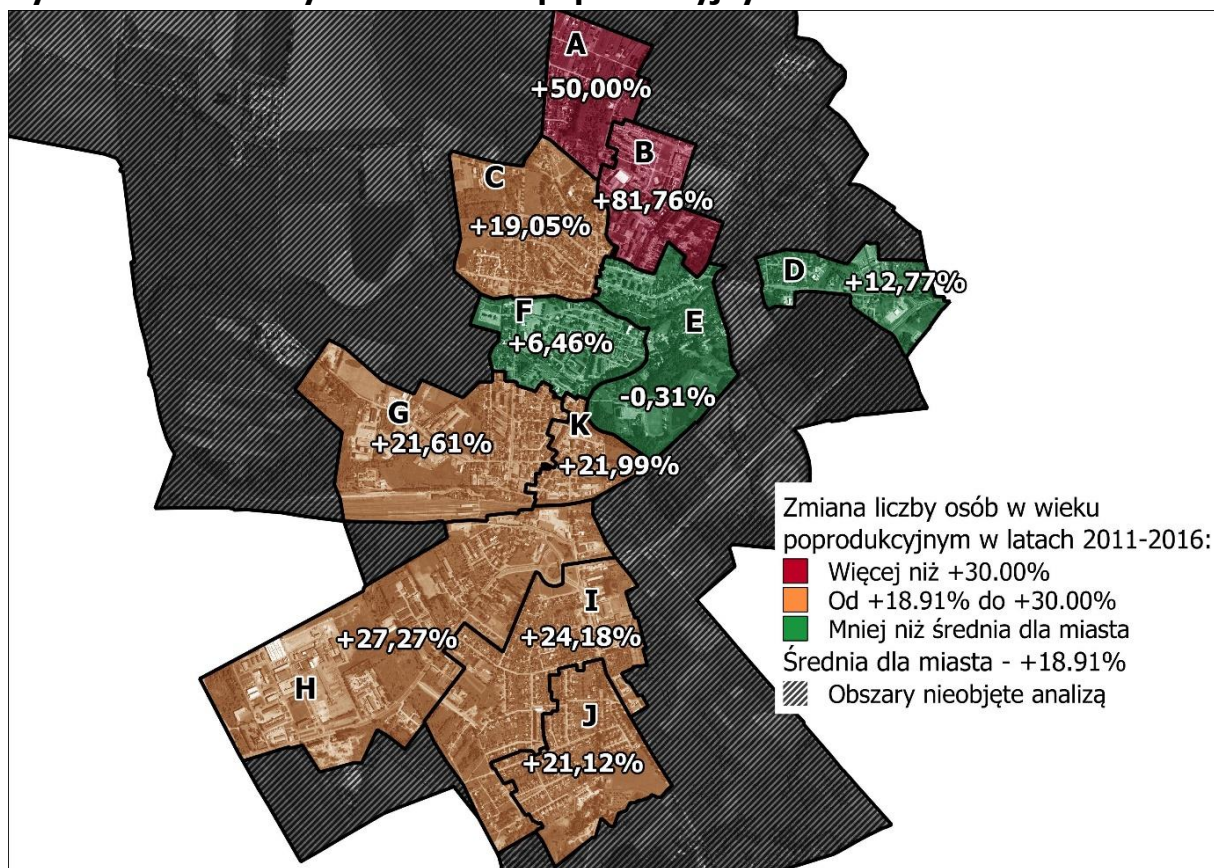 A
+50,00%
B
+81,76%
C
+19,05%
D
+12,77%
E
-0,31%
F
+6,46%
G
+21,61%
K
+21,99%
H
+27,27%
I
+24,18%
J
+21,12%
Zmiana liczby osób w wieku
poprodukcyjnym w latach 2011-2016:
Więcej niż +30.00%
Od +18.91% do +30.00%
Mniej niż średnia dla miasta
Średnia dla miasta - +18.91%
Obszary nieobjęte analizą